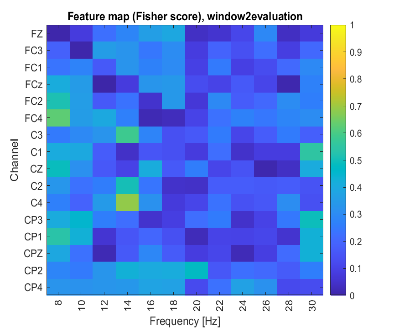 Feature map (Fisher score), window2evaluation
Channel
FZ
FC3
FC1
FCz
FC2
FC4
C3
C1
CZ
C2
C4
CP3
CP1
CPZ
CP2
CP4
8 10 12 14 16 18 20 22 24 26 28 30
Frequency [Hz]
1
0.9
0.8
0.7
0.6
0.5
0.4
0.3
0.2
0.1
0